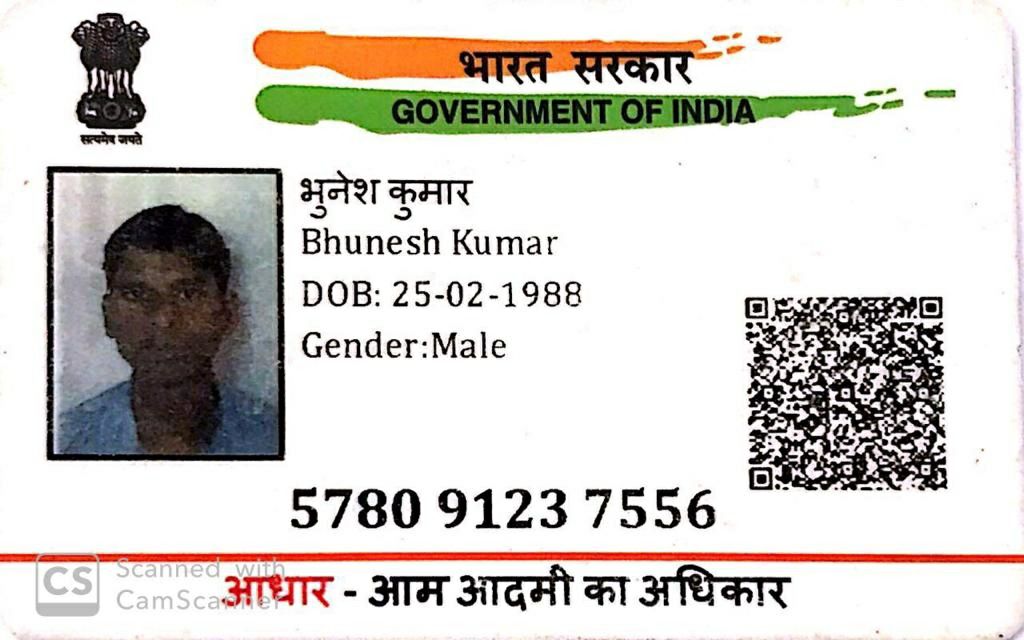 सत्यमेव जयते
भारत सरकार
GOVERNMENT OF INDIA
भुनेश कुमार
Bhunesh Kumar
DOB: 25-02-1988
Gender:Male
5780 9123 7556
आधार - आम आदमी का अधिकार
CS Scanned with
CamScanner